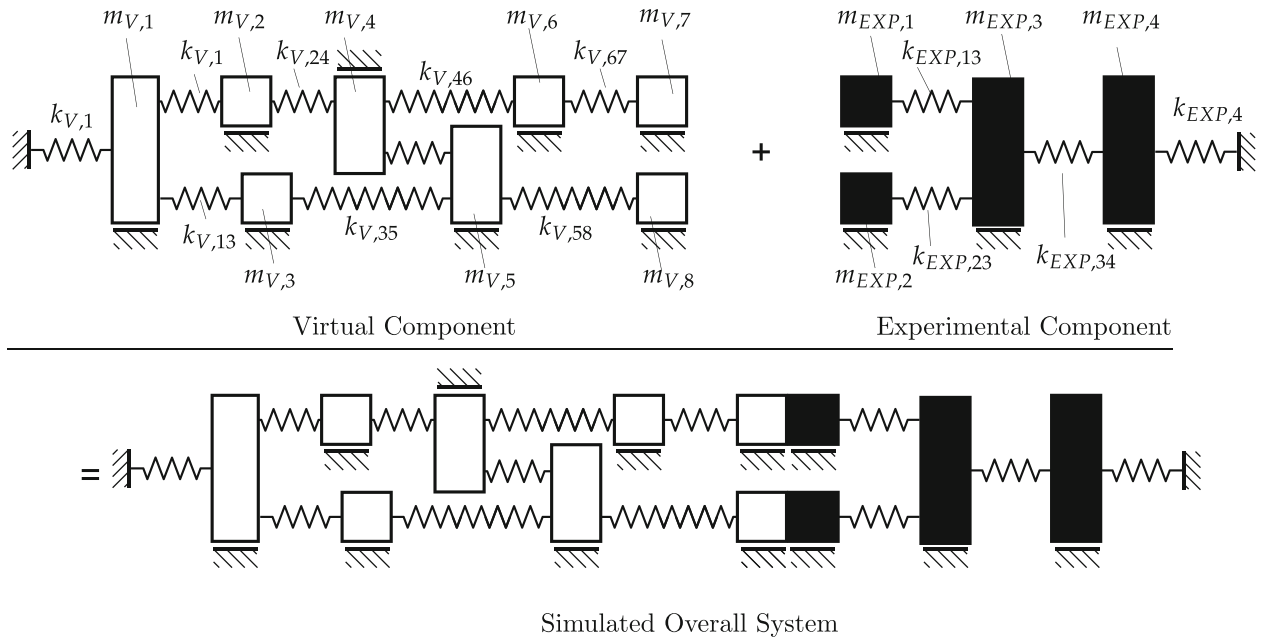 m_{V,1} m_{V,2} m_{V,4} m_{V,6} m_{V,7} m_{EXP,1} m_{EXP,3} m_{EXP,4}
k_{V,1} k_{V,24} k_{V,46} k_{V,67} k_{EXP,13}
k_{V,1} + k_{EXP,4}
k_{V,13} k_{V,35} k_{V,58} k_{EXP,23} k_{EXP,34}
m_{V,3} m_{V,5} m_{V,8} m_{EXP,2}
Virtual Component Experimental Component
=
Simulated Overall System